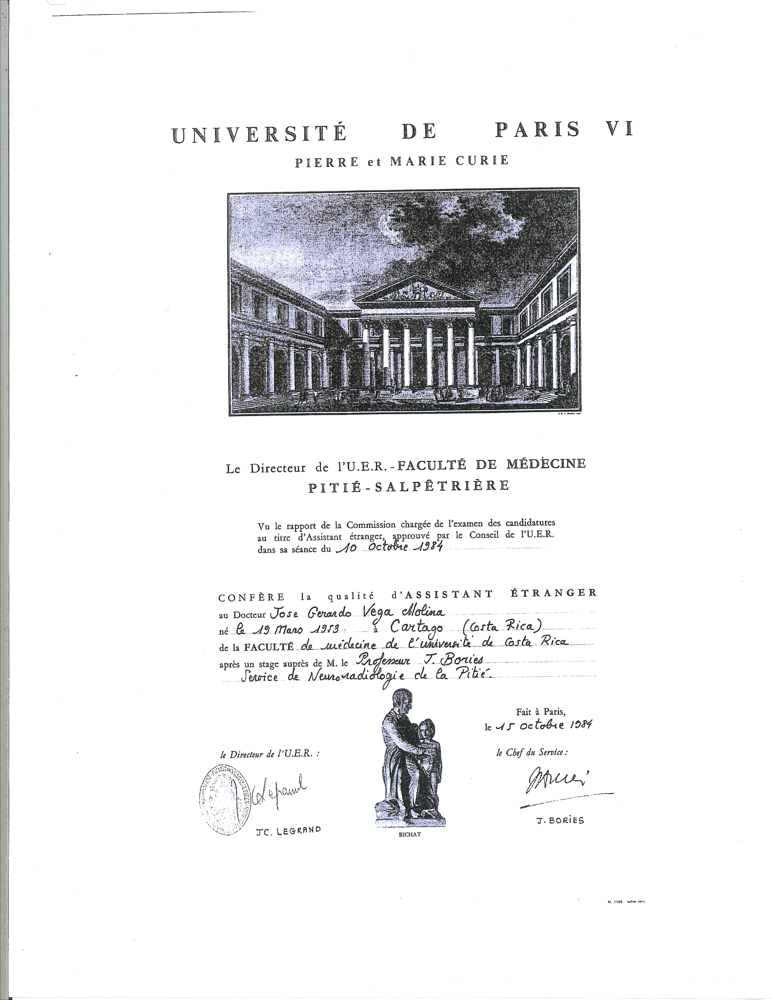 UNIVERSITÉ DE PARIS VI
PIERRE et MARIE CURIE
Le Directeur de l'U.E.R.-FACULTÉ DE MÉDECINE
PITIÉ-SALPÊTRIÈRE
Vu le rapport de la Commission chargée de l'examen des candidatures
au titre d'Assistant étranger, approuvé par le Conseil de l'U.E.R.
dans sa séance du 10 Octobre 1984
CONFÈRE la qualité d'ASSISTANT ÉTRANGER
au Docteur Jose Gerardo Vega Molina
né le 19 Mars 1953 à Cartago (Costa Rica)
de la FACULTÉ de médecine de l'université de Costa Rica
après un stage auprès de M. le Professeur J. Bories
Service de Neuroradiologie de la Pitié.
Fait à Paris,
le 15 Octobre 1984
le Directeur de l'U.E.R. :
le Chef du Service :
JC. LEGRAND
J. BORIES
BICHAT
M. 1189 paris